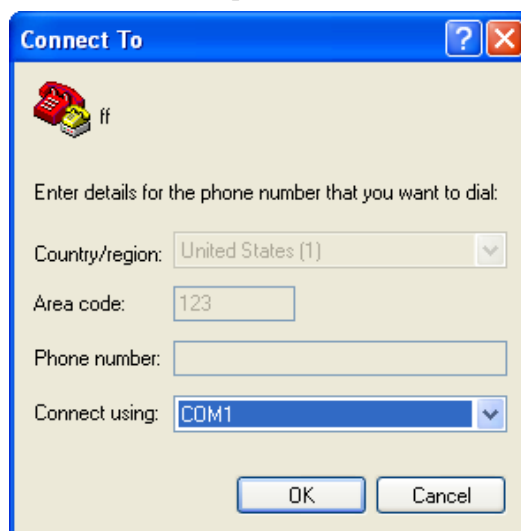 Connect To
ff
Enter details for the phone number that you want to dial:
Country/region: United States (1)
Area code: 123
Phone number:
Connect using: COM1
OK Cancel